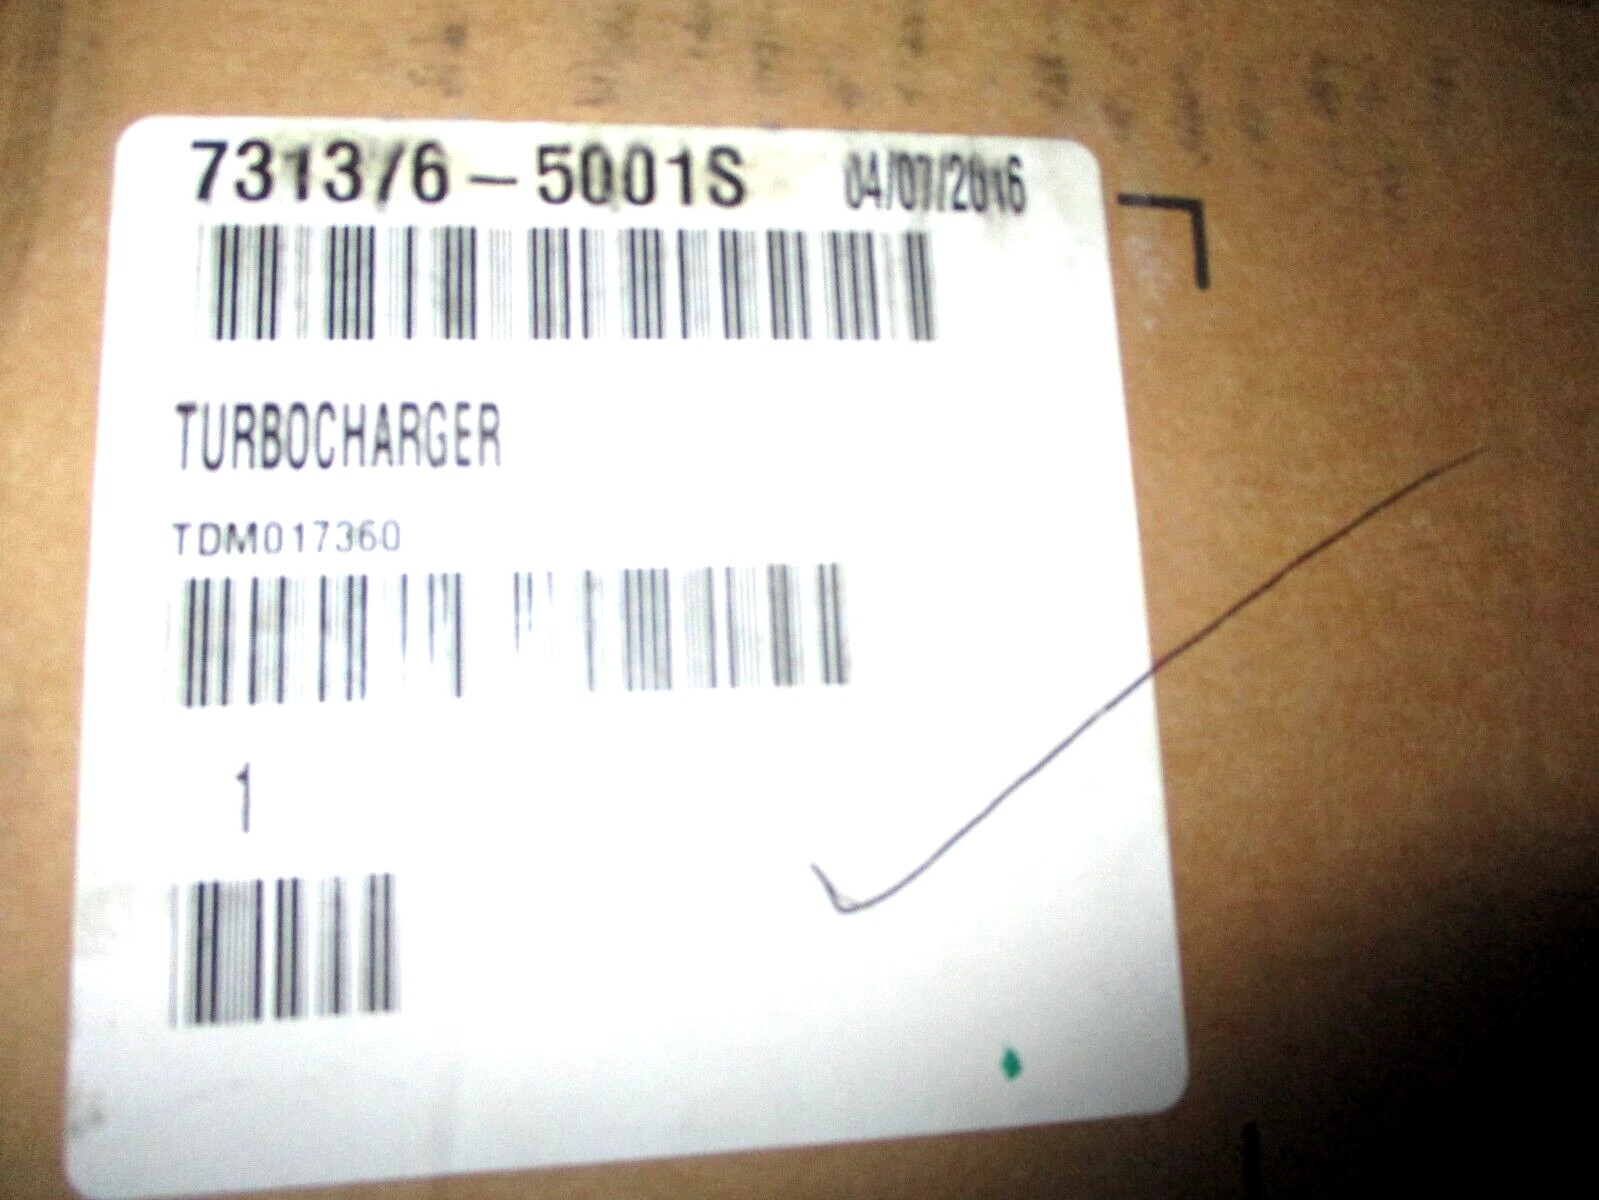 731376-5001S 04/07/2016
TURBOCHARGER
TDM017360
1